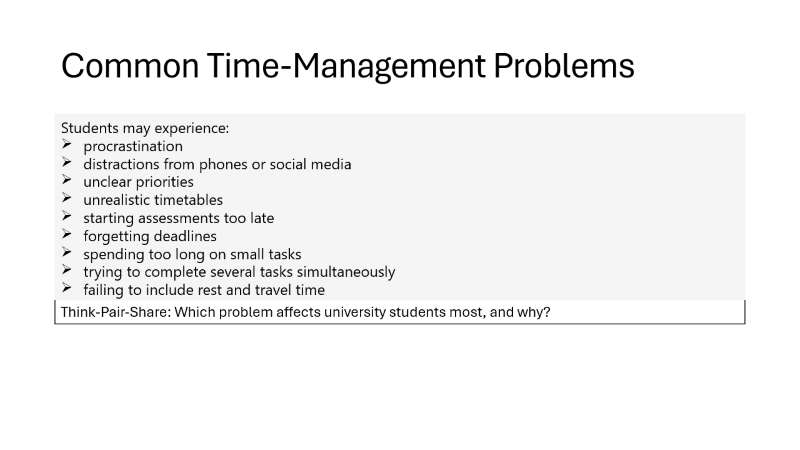 Common Time-Management Problems
Students may experience:
➢ procrastination
➢ distractions from phones or social media
➢ unclear priorities
➢ unrealistic timetables
➢ starting assessments too late
➢ forgetting deadlines
➢ spending too long on small tasks
➢ trying to complete several tasks simultaneously
➢ failing to include rest and travel time
Think-Pair-Share: Which problem affects university students most, and why?